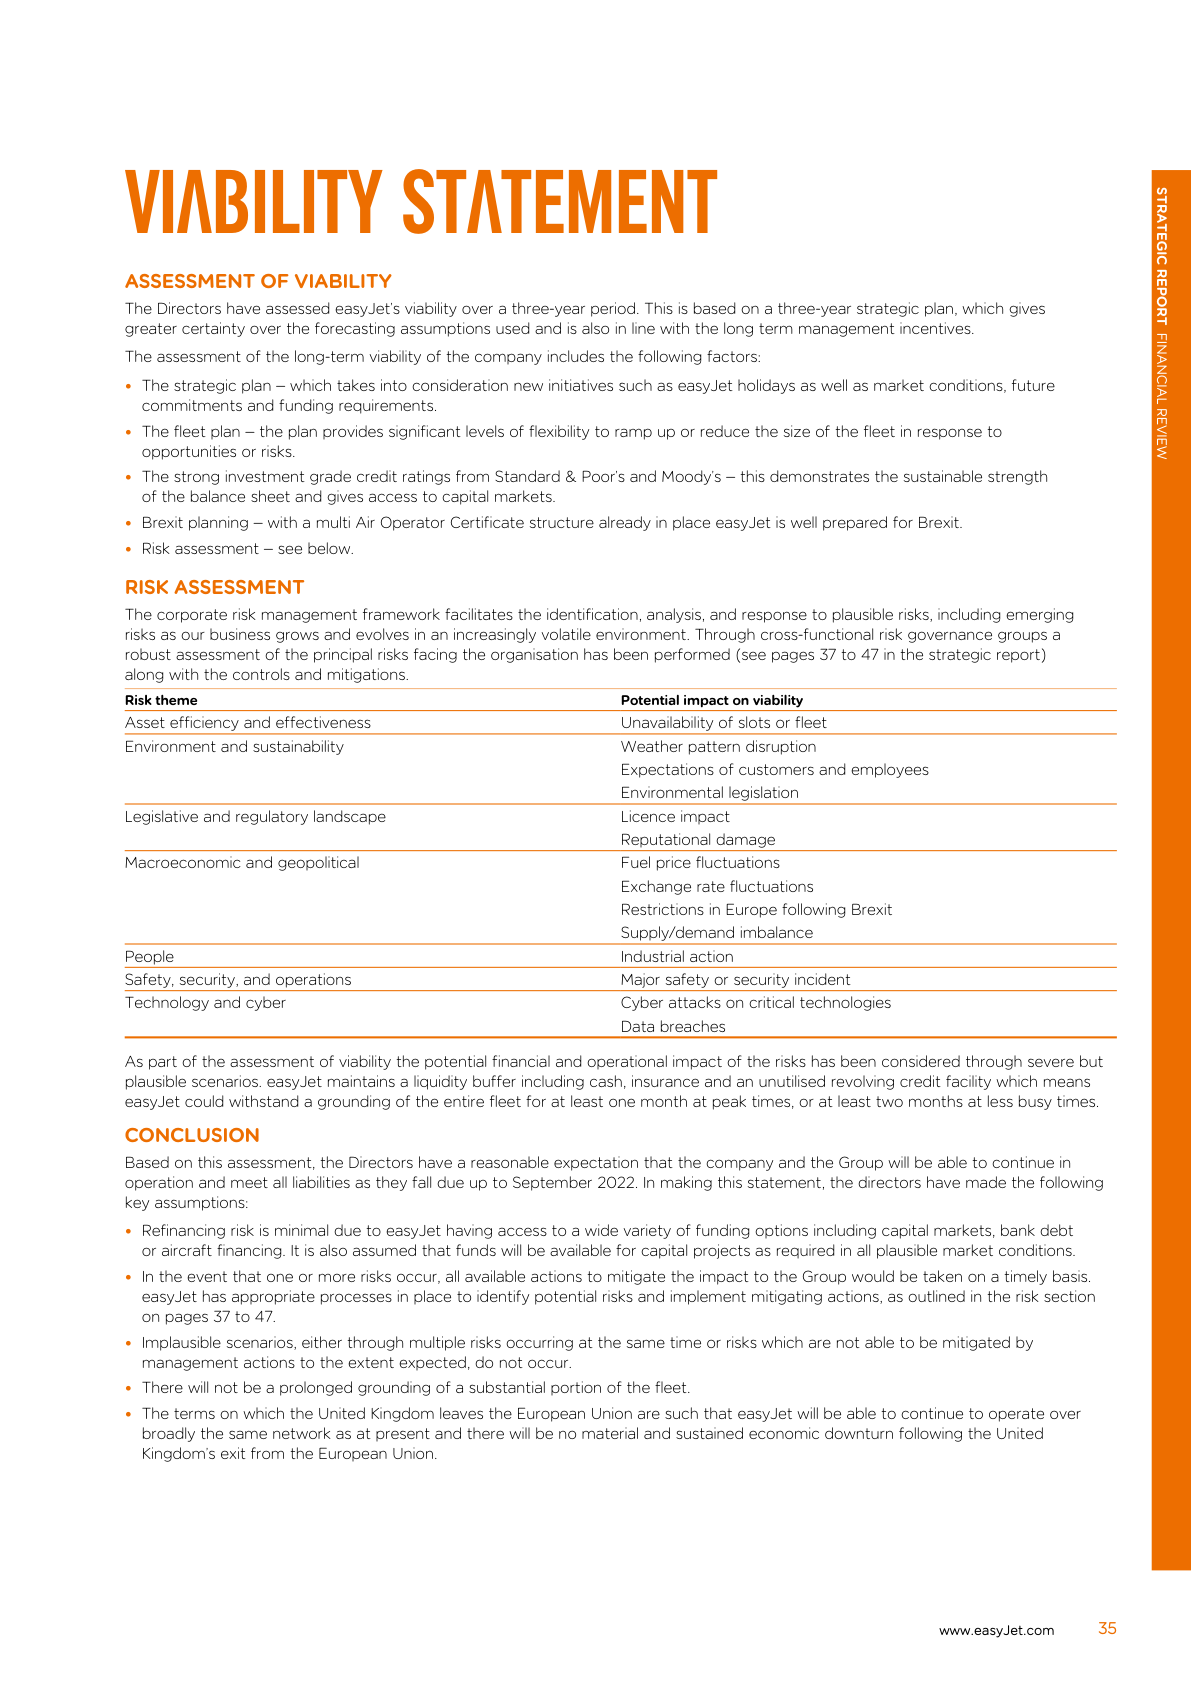 VIABILITY STATEMENT
ASSESSMENT OF VIABILITY
The Directors have assessed easyJet's viability over a three-year period. This is based on a three-year strategic plan, which gives
greater certainty over the forecasting assumptions used and is also in line with the long term management incentives.
The assessment of the long-term viability of the company includes the following factors:
• The strategic plan – which takes into consideration new initiatives such as easyJet holidays as well as market conditions, future
commitments and funding requirements.
• The fleet plan – the plan provides significant levels of flexibility to ramp up or reduce the size of the fleet in response to
opportunities or risks.
• The strong investment grade credit ratings from Standard & Poor's and Moody's – this demonstrates the sustainable strength
of the balance sheet and gives access to capital markets.
• Brexit planning – with a multi Air Operator Certificate structure already in place easyJet is well prepared for Brexit.
• Risk assessment – see below.
RISK ASSESSMENT
The corporate risk management framework facilitates the identification, analysis, and response to plausible risks, including emerging
risks as our business grows and evolves in an increasingly volatile environment. Through cross-functional risk governance groups a
robust assessment of the principal risks facing the organisation has been performed (see pages 37 to 47 in the strategic report)
along with the controls and mitigations.
Risk theme Potential impact on viability
Asset efficiency and effectiveness Unavailability of slots or fleet
Environment and sustainability Weather pattern disruption
Expectations of customers and employees
Environmental legislation
Legislative and regulatory landscape Licence impact
Reputational damage
Macroeconomic and geopolitical Fuel price fluctuations
Exchange rate fluctuations
Restrictions in Europe following Brexit
Supply/demand imbalance
People Industrial action
Safety, security, and operations Major safety or security incident
Technology and cyber Cyber attacks on critical technologies
Data breaches
As part of the assessment of viability the potential financial and operational impact of the risks has been considered through severe but
plausible scenarios. easyJet maintains a liquidity buffer including cash, insurance and an unutilised revolving credit facility which means
easyJet could withstand a grounding of the entire fleet for at least one month at peak times, or at least two months at less busy times.
CONCLUSION
Based on this assessment, the Directors have a reasonable expectation that the company and the Group will be able to continue in
operation and meet all liabilities as they fall due up to September 2022. In making this statement, the directors have made the following
key assumptions:
• Refinancing risk is minimal due to easyJet having access to a wide variety of funding options including capital markets, bank debt
or aircraft financing. It is also assumed that funds will be available for capital projects as required in all plausible market conditions.
• In the event that one or more risks occur, all available actions to mitigate the impact to the Group would be taken on a timely basis.
easyJet has appropriate processes in place to identify potential risks and implement mitigating actions, as outlined in the risk section
on pages 37 to 47.
• Implausible scenarios, either through multiple risks occurring at the same time or risks which are not able to be mitigated by
management actions to the extent expected, do not occur.
• There will not be a prolonged grounding of a substantial portion of the fleet.
• The terms on which the United Kingdom leaves the European Union are such that easyJet will be able to continue to operate over
broadly the same network as at present and there will be no material and sustained economic downturn following the United
Kingdom's exit from the European Union.
STRATEGIC REPORT FINANCIAL REVIEW
www.easyJet.com 35